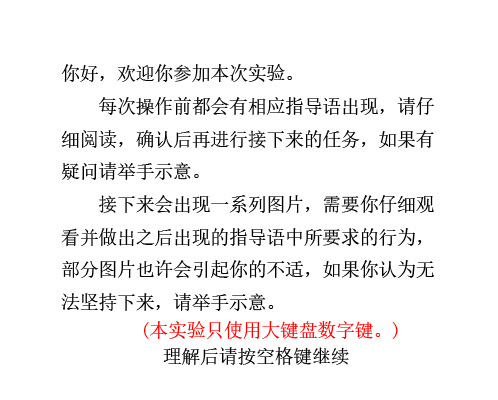 你好，欢迎你参加本次实验。
每次操作前都会有相应指导语出现，请仔
细阅读，确认后再进行接下来的任务，如果有
疑问请举手示意。
接下来会出现一系列图片，需要你仔细观
看并做出之后出现的指导语中所要求的行为，
部分图片也许会引起你的不适，如果你认为无
法坚持下来，请举手示意。
(本实验只使用大键盘数字键。)
理解后请按空格键继续